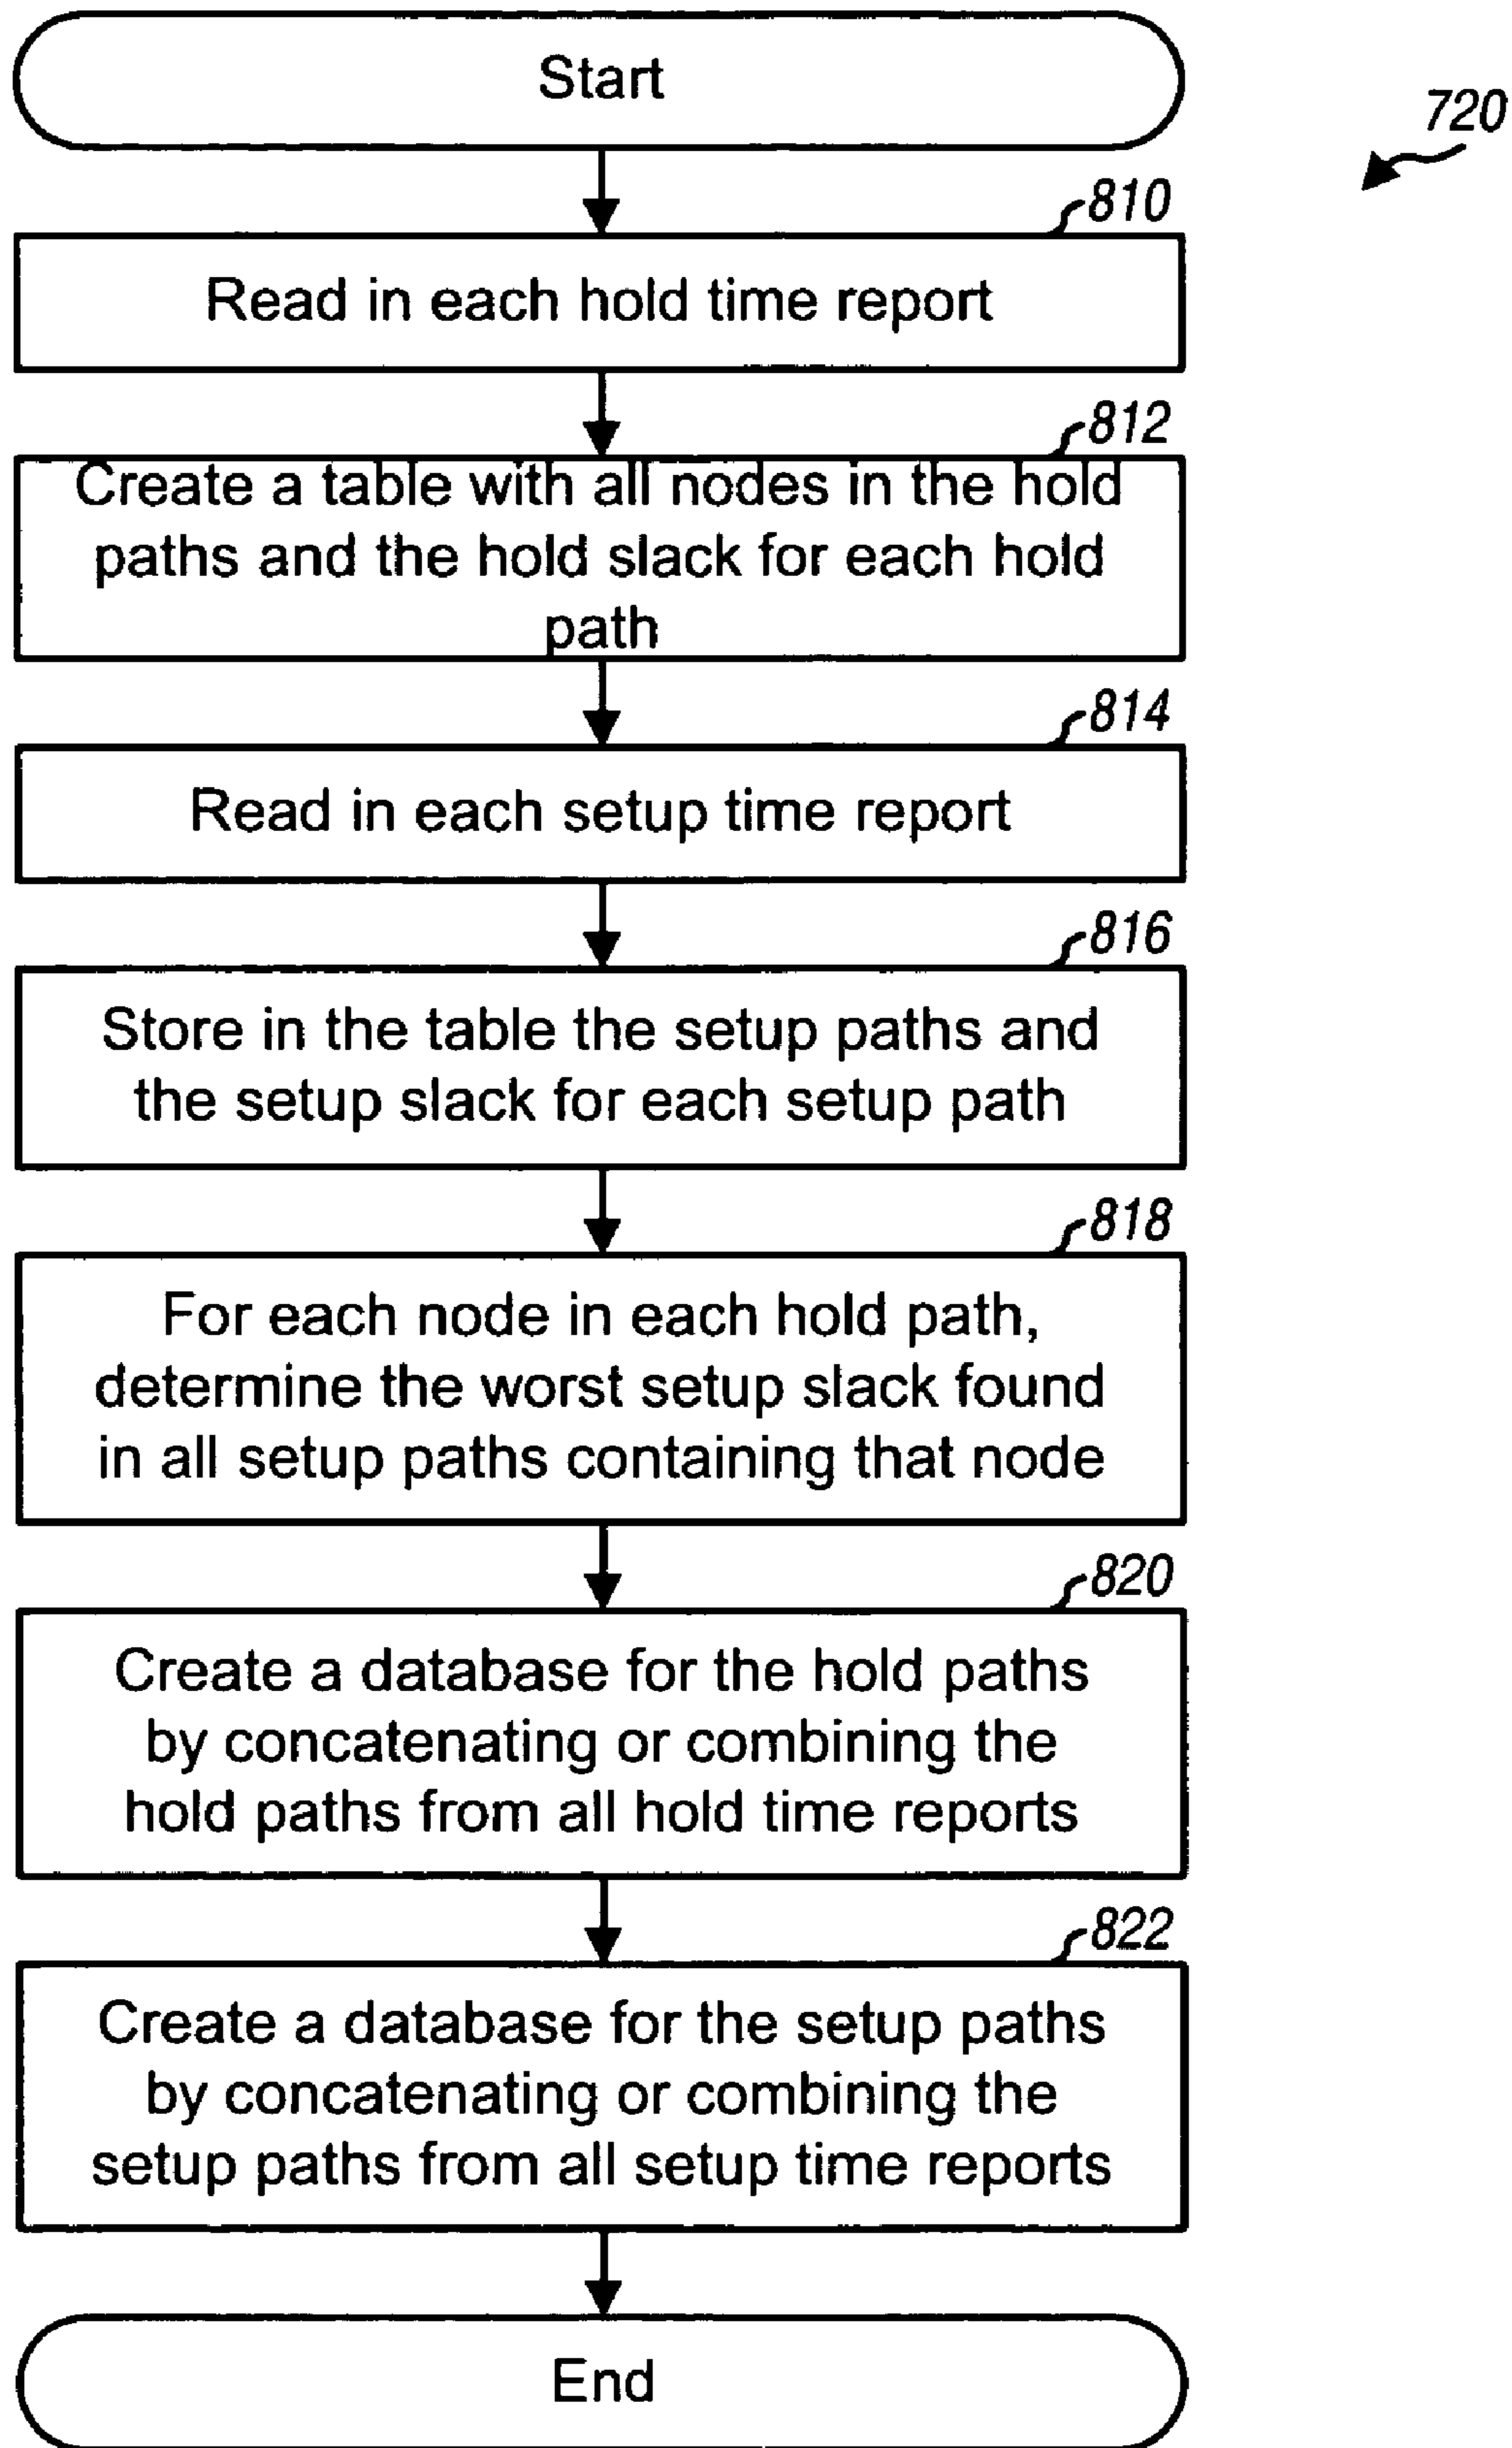 Start
720
810
Read in each hold time report
812
Create a table with all nodes in the hold
paths and the hold slack for each hold
path
814
Read in each setup time report
816
Store in the table the setup paths and
the setup slack for each setup path
818
For each node in each hold path,
determine the worst setup slack found
in all setup paths containing that node
820
Create a database for the hold paths
by concatenating or combining the
hold paths from all hold time reports
822
Create a database for the setup paths
by concatenating or combining the
setup paths from all setup time reports
End